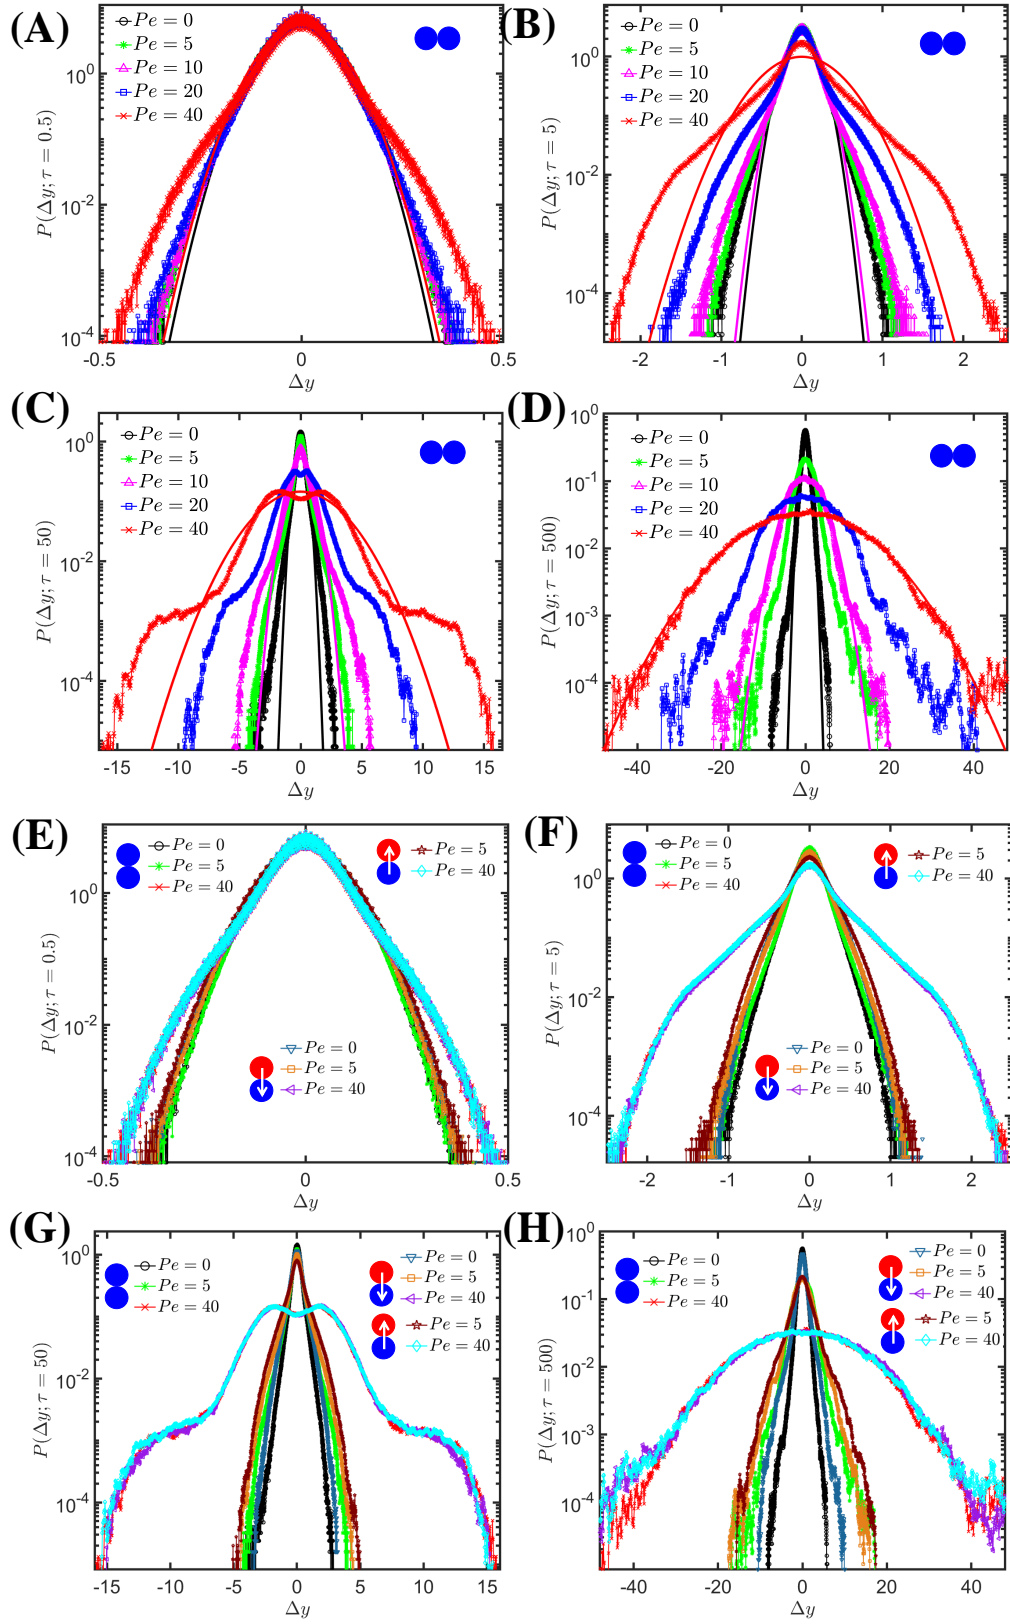 (A)
Pe = 0
Pe = 5
Pe = 10
Pe = 20
Pe = 40
10^0
10^-2
10^-4
P(Δy; τ = 0.5)
-0.5 0 0.5
Δy
(B)
Pe = 0
Pe = 5
Pe = 10
Pe = 20
Pe = 40
10^0
10^-2
10^-4
P(Δy; τ = 5)
-2 -1 0 1 2
Δy
(C)
Pe = 0
Pe = 5
Pe = 10
Pe = 20
Pe = 40
10^0
10^-2
10^-4
P(Δy; τ = 50)
-15 -10 -5 0 5 10 15
Δy
(D)
Pe = 0
Pe = 5
Pe = 10
Pe = 20
Pe = 40
10^0
10^-1
10^-2
10^-3
10^-4
P(Δy; τ = 500)
-40 -20 0 20 40
Δy
(E)
Pe = 0
Pe = 5
Pe = 40
Pe = 5
Pe = 40
Pe = 0
Pe = 5
Pe = 40
10^0
10^-2
10^-4
P(Δy; τ = 0.5)
-0.5 0 0.5
Δy
(F)
Pe = 0
Pe = 5
Pe = 40
Pe = 5
Pe = 40
Pe = 0
Pe = 5
Pe = 40
10^0
10^-2
10^-4
P(Δy; τ = 5)
-2 -1 0 1 2
Δy
(G)
Pe = 0
Pe = 5
Pe = 40
Pe = 0
Pe = 5
Pe = 40
Pe = 5
Pe = 40
10^0
10^-2
10^-4
P(Δy; τ = 50)
-15 -10 -5 0 5 10 15
Δy
(H)
Pe = 0
Pe = 5
Pe = 40
Pe = 0
Pe = 5
Pe = 40
Pe = 5
Pe = 40
10^0
10^-1
10^-2
10^-3
10^-4
P(Δy; τ = 500)
-40 -20 0 20 40
Δy